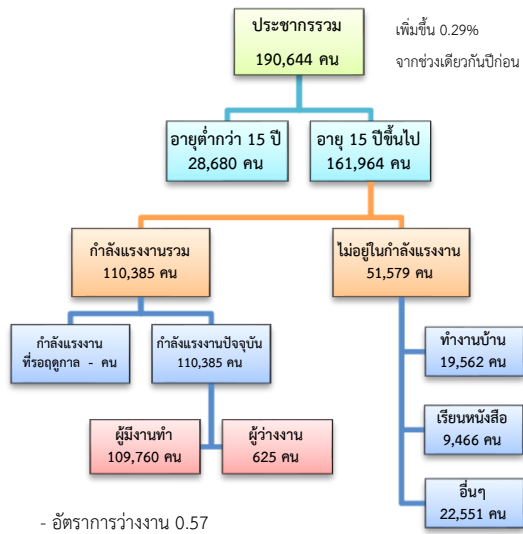 ประชากรรวม
190,644 คน
เพิ่มขึ้น 0.29%
จากช่วงเดียวกันปีก่อน
อายุต่ำกว่า 15 ปี
28,680 คน
อายุ 15 ปีขึ้นไป
161,964 คน
กำลังแรงงานรวม
110,385 คน
ไม่อยู่ในกำลังแรงงาน
51,579 คน
กำลังแรงงาน
ที่รอฤดูกาล - คน
กำลังแรงงานปัจจุบัน
110,385 คน
ทำงานบ้าน
19,562 คน
ผู้มีงานทำ
109,760 คน
ผู้ว่างงาน
625 คน
เรียนหนังสือ
9,466 คน
อื่นๆ
22,551 คน
- อัตราการว่างงาน 0.57